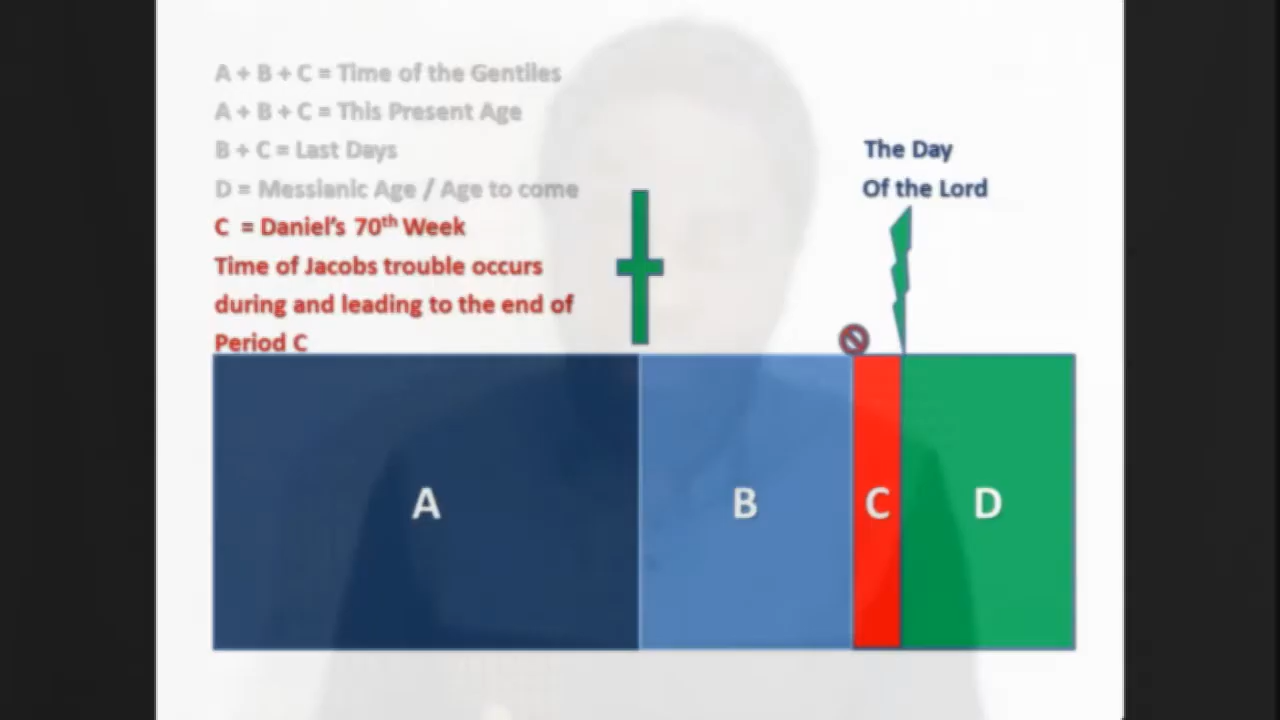 A + B + C = Time of the Gentiles
A + B + C = This Present Age
B + C = Last Days
D = Messianic Age / Age to come
C = Daniel's 70th Week
Time of Jacobs trouble occurs
during and leading to the end of
Period C
The Day
Of the Lord
A
B
C
D